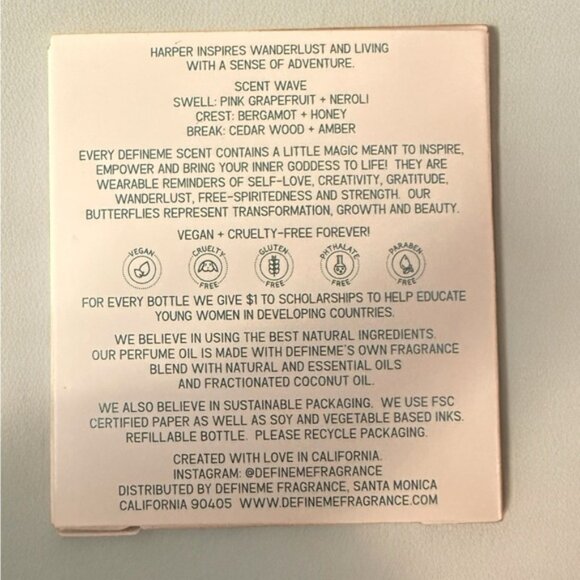 HARPER INSPIRES WANDERLUST AND LIVING
WITH A SENSE OF ADVENTURE.
SCENT WAVE
SWELL: PINK GRAPEFRUIT + NEROLI
CREST: BERGAMOT + HONEY
BREAK: CEDAR WOOD + AMBER
EVERY DEFINEME SCENT CONTAINS A LITTLE MAGIC MEANT TO INSPIRE,
EMPOWER AND BRING YOUR INNER GODDESS TO LIFE! THEY ARE
WEARABLE REMINDERS OF SELF-LOVE, CREATIVITY, GRATITUDE,
WANDERLUST, FREE-SPIRITEDNESS AND STRENGTH. OUR
BUTTERFLIES REPRESENT TRANSFORMATION, GROWTH AND BEAUTY.
VEGAN + CRUELTY-FREE FOREVER!
VEGAN
CRUELTY FREE
GLUTEN FREE
PHTHALATE FREE
PARABEN FREE
FOR EVERY BOTTLE WE GIVE $1 TO SCHOLARSHIPS TO HELP EDUCATE
YOUNG WOMEN IN DEVELOPING COUNTRIES.
WE BELIEVE IN USING THE BEST NATURAL INGREDIENTS.
OUR PERFUME OIL IS MADE WITH DEFINEME'S OWN FRAGRANCE
BLEND WITH NATURAL AND ESSENTIAL OILS
AND FRACTIONATED COCONUT OIL.
WE ALSO BELIEVE IN SUSTAINABLE PACKAGING. WE USE FSC
CERTIFIED PAPER AS WELL AS SOY AND VEGETABLE BASED INKS.
REFILLABLE BOTTLE. PLEASE RECYCLE PACKAGING.
CREATED WITH LOVE IN CALIFORNIA.
INSTAGRAM: @DEFINEMEFRAGRANCE
DISTRIBUTED BY DEFINEME FRAGRANCE, SANTA MONICA
CALIFORNIA 90405 WWW.DEFINEMEFRAGRANCE.COM